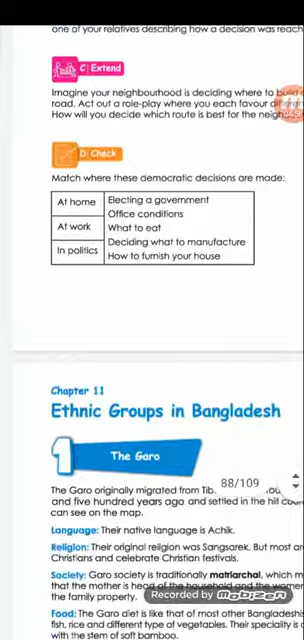 one of your relatives describing how a decision was reach
C Extend
Imagine your neighbourhood is deciding where to build
road. Act out a role-play where you each favour
How will you decide which route is best for the
D Check
Match where these democratic decisions are made:
At home
Electing a government
Office conditions
At work
What to eat
Deciding what to manufacture
In politics
How to furnish your house
Chapter 11
Ethnic Groups in Bangladesh
1 The Garo
88/109
The Garo originally migrated from
and five hundred years ago and settled in the hill
can see on the map.
Language: Their native language is Achik.
Religion: Their original religion was Sangsarek. But most
Christians and celebrate Christian festivals.
Society: Garo society is traditionally matriarchal, which m
that the mother is head of the household and the
the family property.
Recorded by Mobizen
Food: The Garo diet is like that of most other Bangladeshi
fish, rice and different type of vegetables. Their speciality
with the stem of soft bamboo.